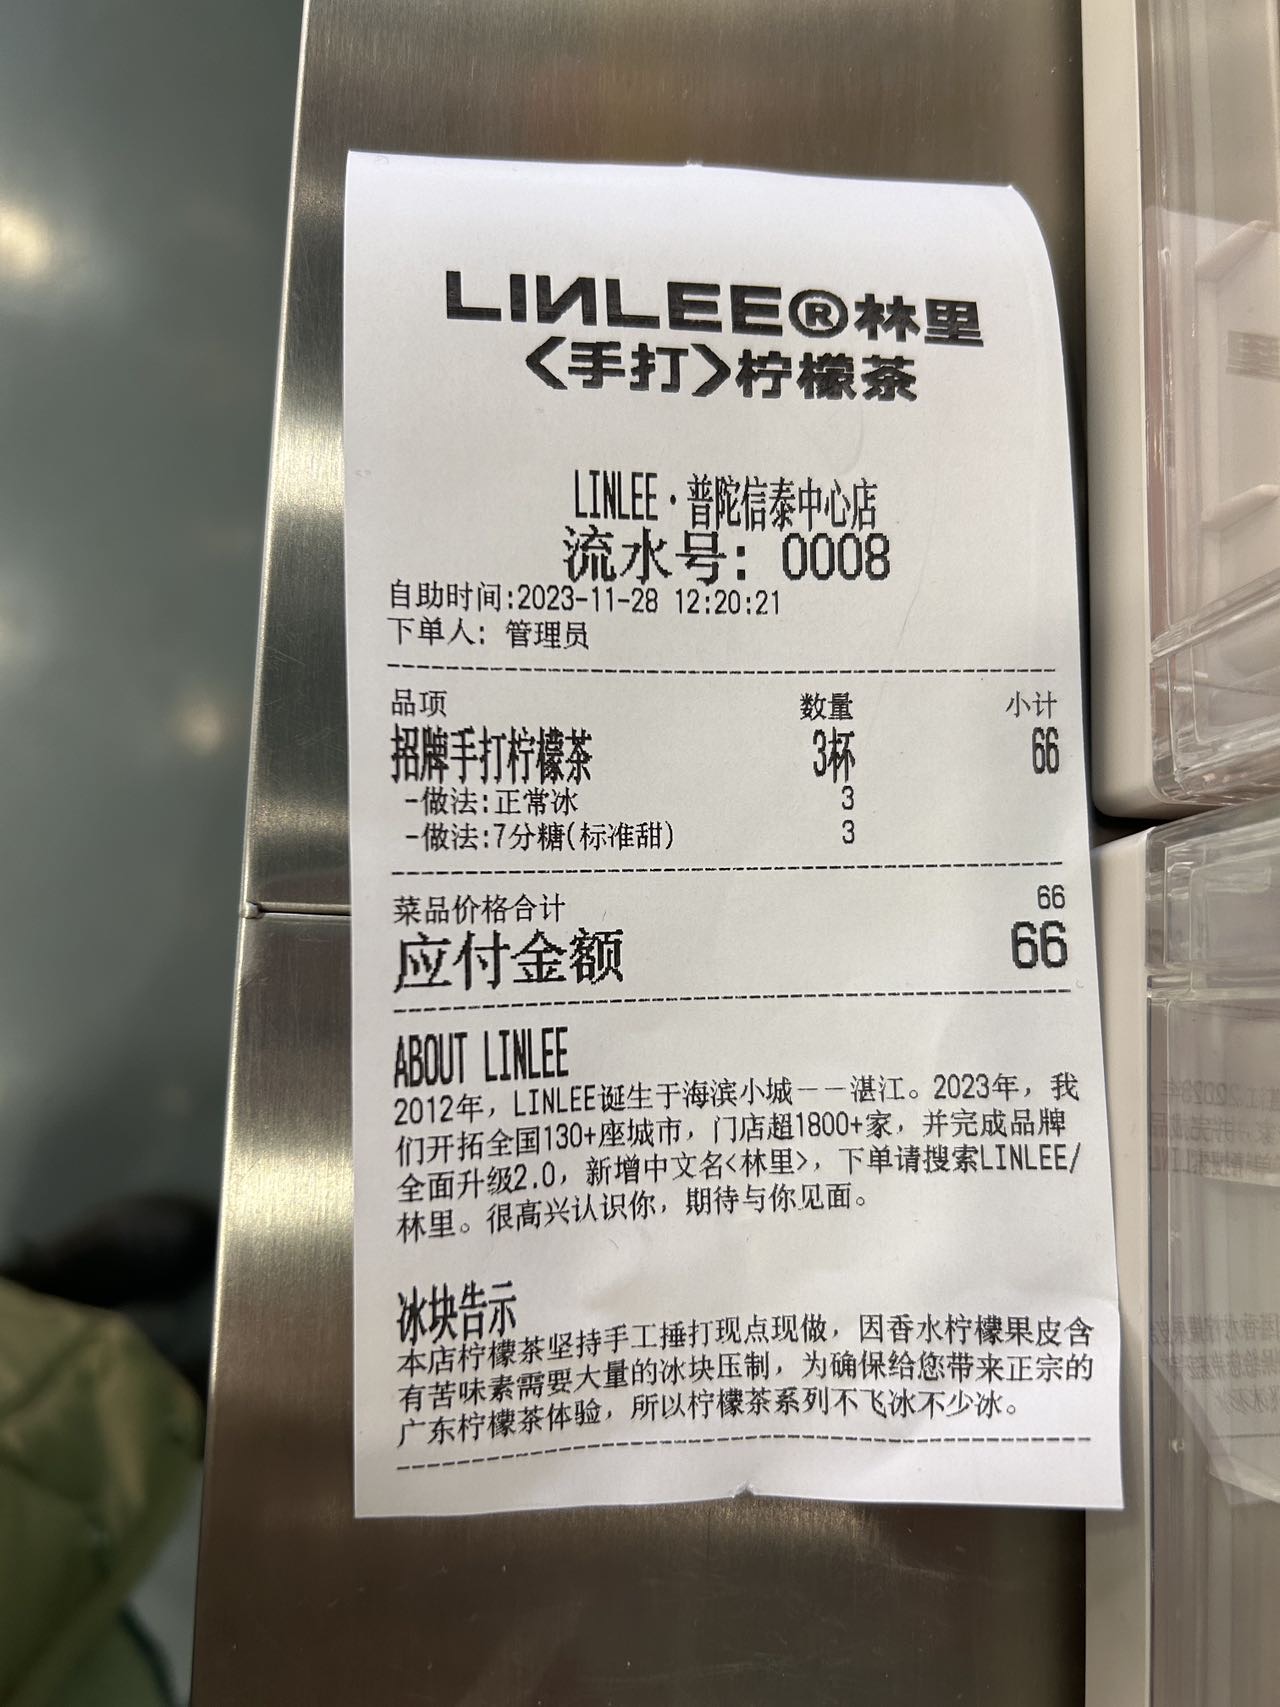 LINLEE®林里
<手打>柠檬茶
LINLEE·普陀信泰中心店
流水号：0008
自助时间:2023-11-28 12:20:21
下单人：管理员
品项 数量 小计
招牌手打柠檬茶 3杯 66
-做法:正常冰 3
-做法:7分糖(标准甜) 3
菜品价格合计 66
应付金额 66
ABOUT LINLEE
2012年，LINLEE诞生于海滨小城——湛江。2023年，我
们开拓全国130+座城市，门店超1800+家，并完成品牌
全面升级2.0，新增中文名<林里>，下单请搜索LINLEE/
林里。很高兴认识你，期待与你见面。
冰块告示
本店柠檬茶坚持手工捶打现点现做，因香水柠檬果皮含
有苦味素需要大量的冰块压制，为确保给您带来正宗的
广东柠檬茶体验，所以柠檬茶系列不飞冰不少冰。